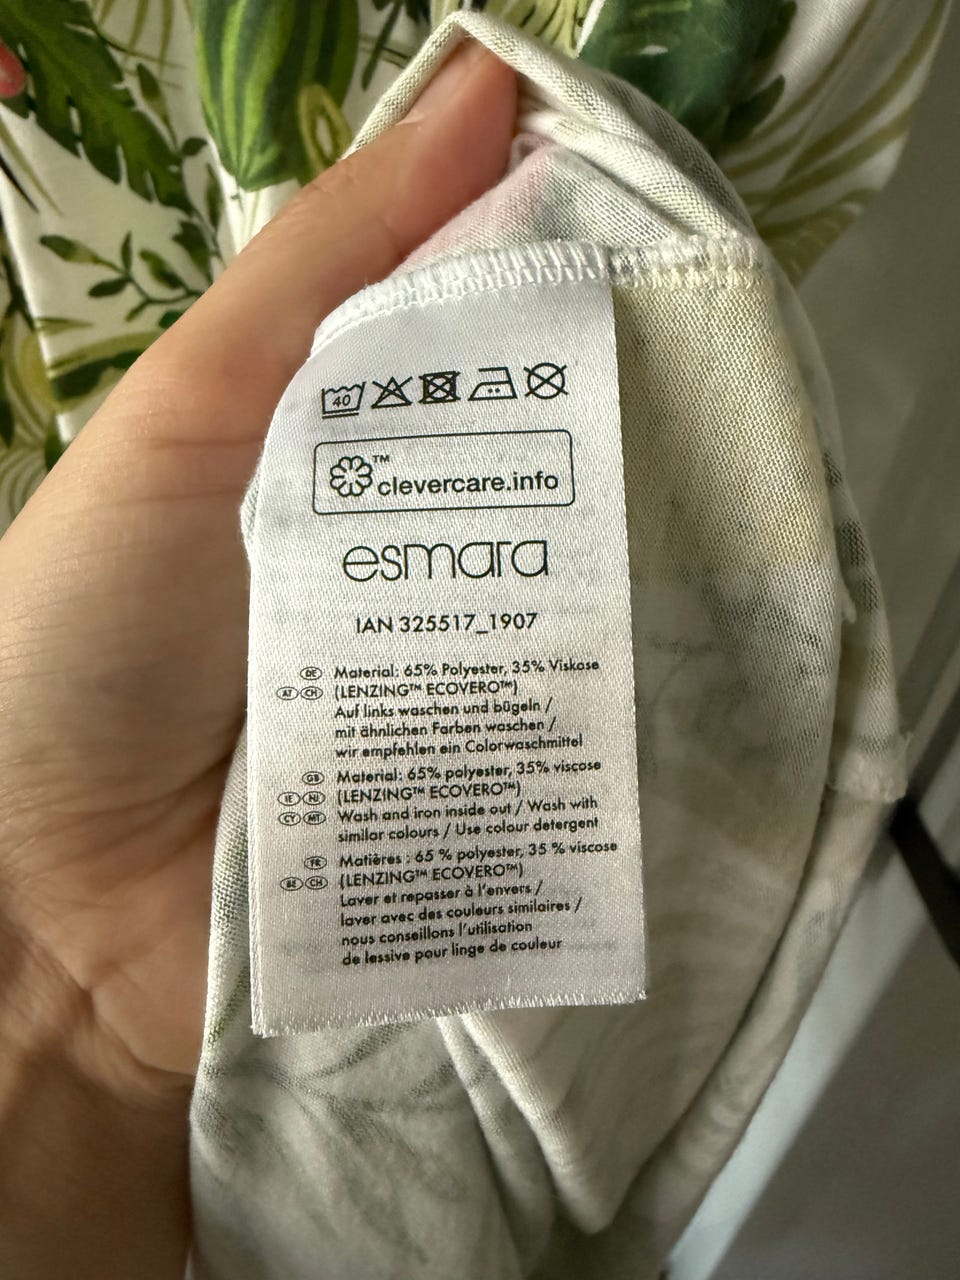 40
™
clevercare.info
esmara
IAN 325517_1907
DE Material: 65% Polyester, 35% Viskose
AT CH (LENZING™ ECOVERO™)
Auf links waschen und bügeln /
mit ähnlichen Farben waschen /
wir empfehlen ein Colorwaschmittel
GB Material: 65% polyester, 35% viscose
IE NI (LENZING™ ECOVERO™)
CY MT Wash and iron inside out / Wash with
similar colours / Use colour detergent
FR Matières : 65 % polyester, 35 % viscose
BE CH (LENZING™ ECOVERO™)
Laver et repasser à l'envers /
laver avec des couleurs similaires /
nous conseillons l'utilisation
de lessive pour linge de couleur